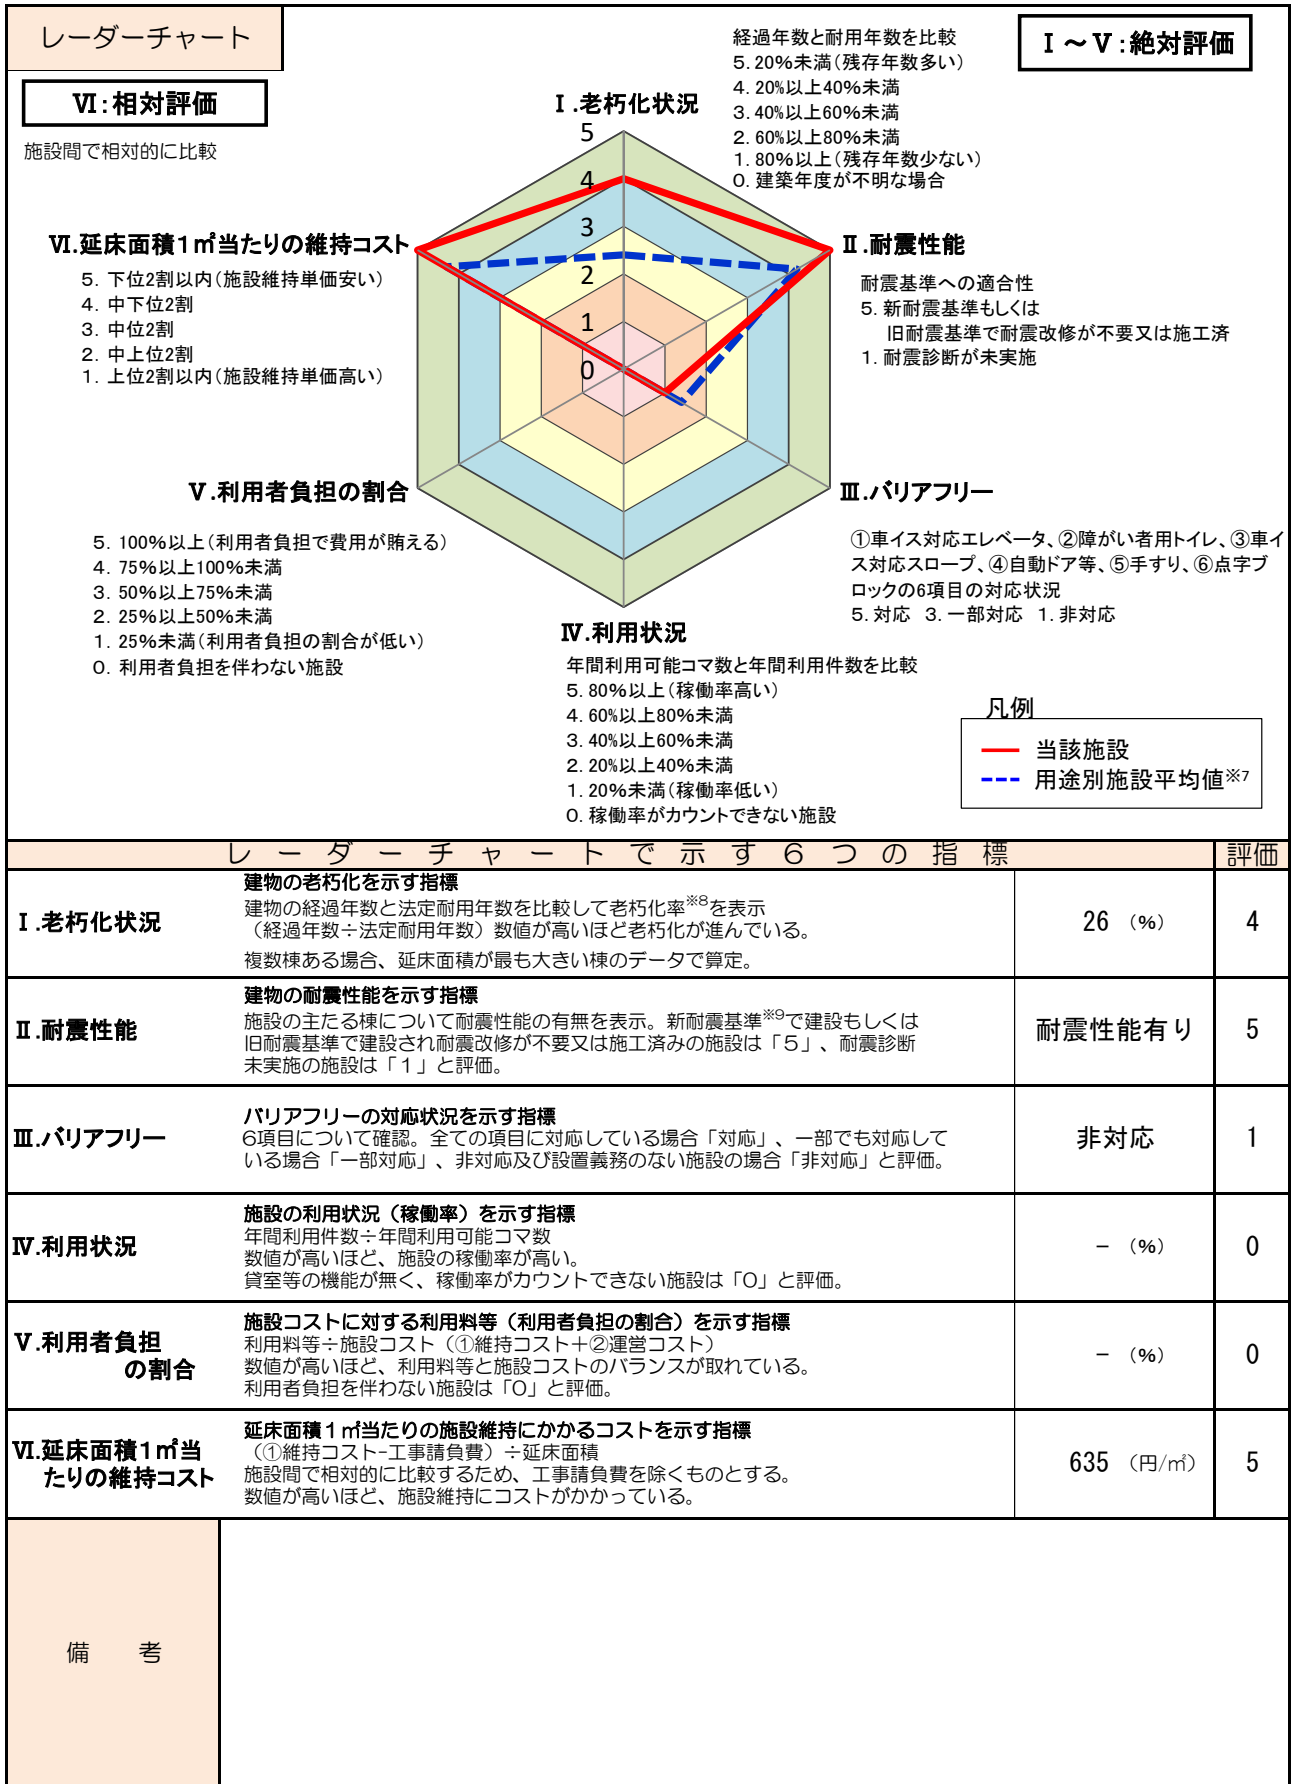 レーダーチャート
Ⅰ～Ⅴ：絶対評価
Ⅵ：相対評価
施設間で相対的に比較
Ⅰ.老朽化状況
経過年数と耐用年数を比較
5. 20%未満（残存年数多い）
4. 20%以上40%未満
3. 40%以上60%未満
2. 60%以上80%未満
1. 80%以上（残存年数少ない）
0. 建築年度が不明な場合
5
4
3
2
1
0
Ⅱ.耐震性能
耐震基準への適合性
5. 新耐震基準もしくは
旧耐震基準で耐震改修が不要又は施工済
1. 耐震診断が未実施
Ⅵ.延床面積1㎡当たりの維持コスト
5. 下位2割以内（施設維持単価安い）
4. 中下位2割
3. 中位2割
2. 中上位2割
1. 上位2割以内（施設維持単価高い）
Ⅲ.バリアフリー
①車イス対応エレベータ、②障がい者用トイレ、③車イ
ス対応スロープ、④自動ドア等、⑤手すり、⑥点字ブ
ロックの6項目の対応状況
5. 対応 3. 一部対応 1. 非対応
Ⅴ.利用者負担の割合
5. 100%以上（利用者負担で費用が賄える）
4. 75%以上100%未満
3. 50%以上75%未満
2. 25%以上50%未満
1. 25%未満（利用者負担の割合が低い）
0. 利用者負担を伴わない施設
Ⅳ.利用状況
年間利用可能コマ数と年間利用件数を比較
5. 80%以上（稼働率高い）
4. 60%以上80%未満
3. 40%以上60%未満
2. 20%以上40%未満
1. 20%未満（稼働率低い）
0. 稼働率がカウントできない施設
凡例
当該施設
用途別施設平均値※7
レーダーチャートで示す6つの指標 評価
Ⅰ.老朽化状況
建物の老朽化を示す指標
建物の経過年数と法定耐用年数を比較して老朽化率※8を表示
（経過年数÷法定耐用年数）数値が高いほど老朽化が進んでいる。
複数棟ある場合、延床面積が最も大きい棟のデータで算定。
26 （%） 4
Ⅱ.耐震性能
建物の耐震性能を示す指標
施設の主たる棟について耐震性能の有無を表示。新耐震基準※9で建設もしくは
旧耐震基準で建設され耐震改修が不要又は施工済みの施設は「5」、耐震診断
未実施の施設は「1」と評価。
耐震性能有り 5
Ⅲ.バリアフリー
バリアフリーの対応状況を示す指標
6項目について確認。全ての項目に対応している場合「対応」、一部でも対応して
いる場合「一部対応」、非対応及び設置義務のない施設の場合「非対応」と評価。
非対応 1
Ⅳ.利用状況
施設の利用状況（稼働率）を示す指標
年間利用件数÷年間利用可能コマ数
数値が高いほど、施設の稼働率が高い。
貸室等の機能が無く、稼働率がカウントできない施設は「0」と評価。
－ （%） 0
Ⅴ.利用者負担
の割合
施設コストに対する利用料等（利用者負担の割合）を示す指標
利用料等÷施設コスト（①維持コスト＋②運営コスト）
数値が高いほど、利用料等と施設コストのバランスが取れている。
利用者負担を伴わない施設は「0」と評価。
－ （%） 0
Ⅵ.延床面積1㎡当
たりの維持コスト
延床面積1㎡当たりの施設維持にかかるコストを示す指標
（①維持コスト-工事請負費）÷延床面積
施設間で相対的に比較するため、工事請負費を除くものとする。
数値が高いほど、施設維持にコストがかかっている。
635 （円/㎡） 5
備 考